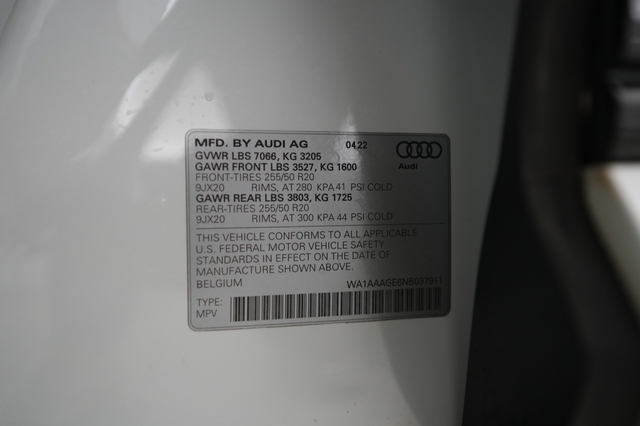 MFD. BY AUDI AG 04.22
GVWR LBS 7066, KG 3205
GAWR FRONT LBS 3527, KG 1600
FRONT-TIRES 255/50 R20
9JX20 RIMS, AT 280 KPA 41 PSI COLD
GAWR REAR LBS 3803, KG 1725
REAR-TIRES 255/50 R20
9JX20 RIMS, AT 300 KPA 44 PSI COLD
Audi
THIS VEHICLE CONFORMS TO ALL APPLICABLE
U.S. FEDERAL MOTOR VEHICLE SAFETY
STANDARDS IN EFFECT ON THE DATE OF
MANUFACTURE SHOWN ABOVE.
BELGIUM WA1AAAGE6NB037911
TYPE:
MPV